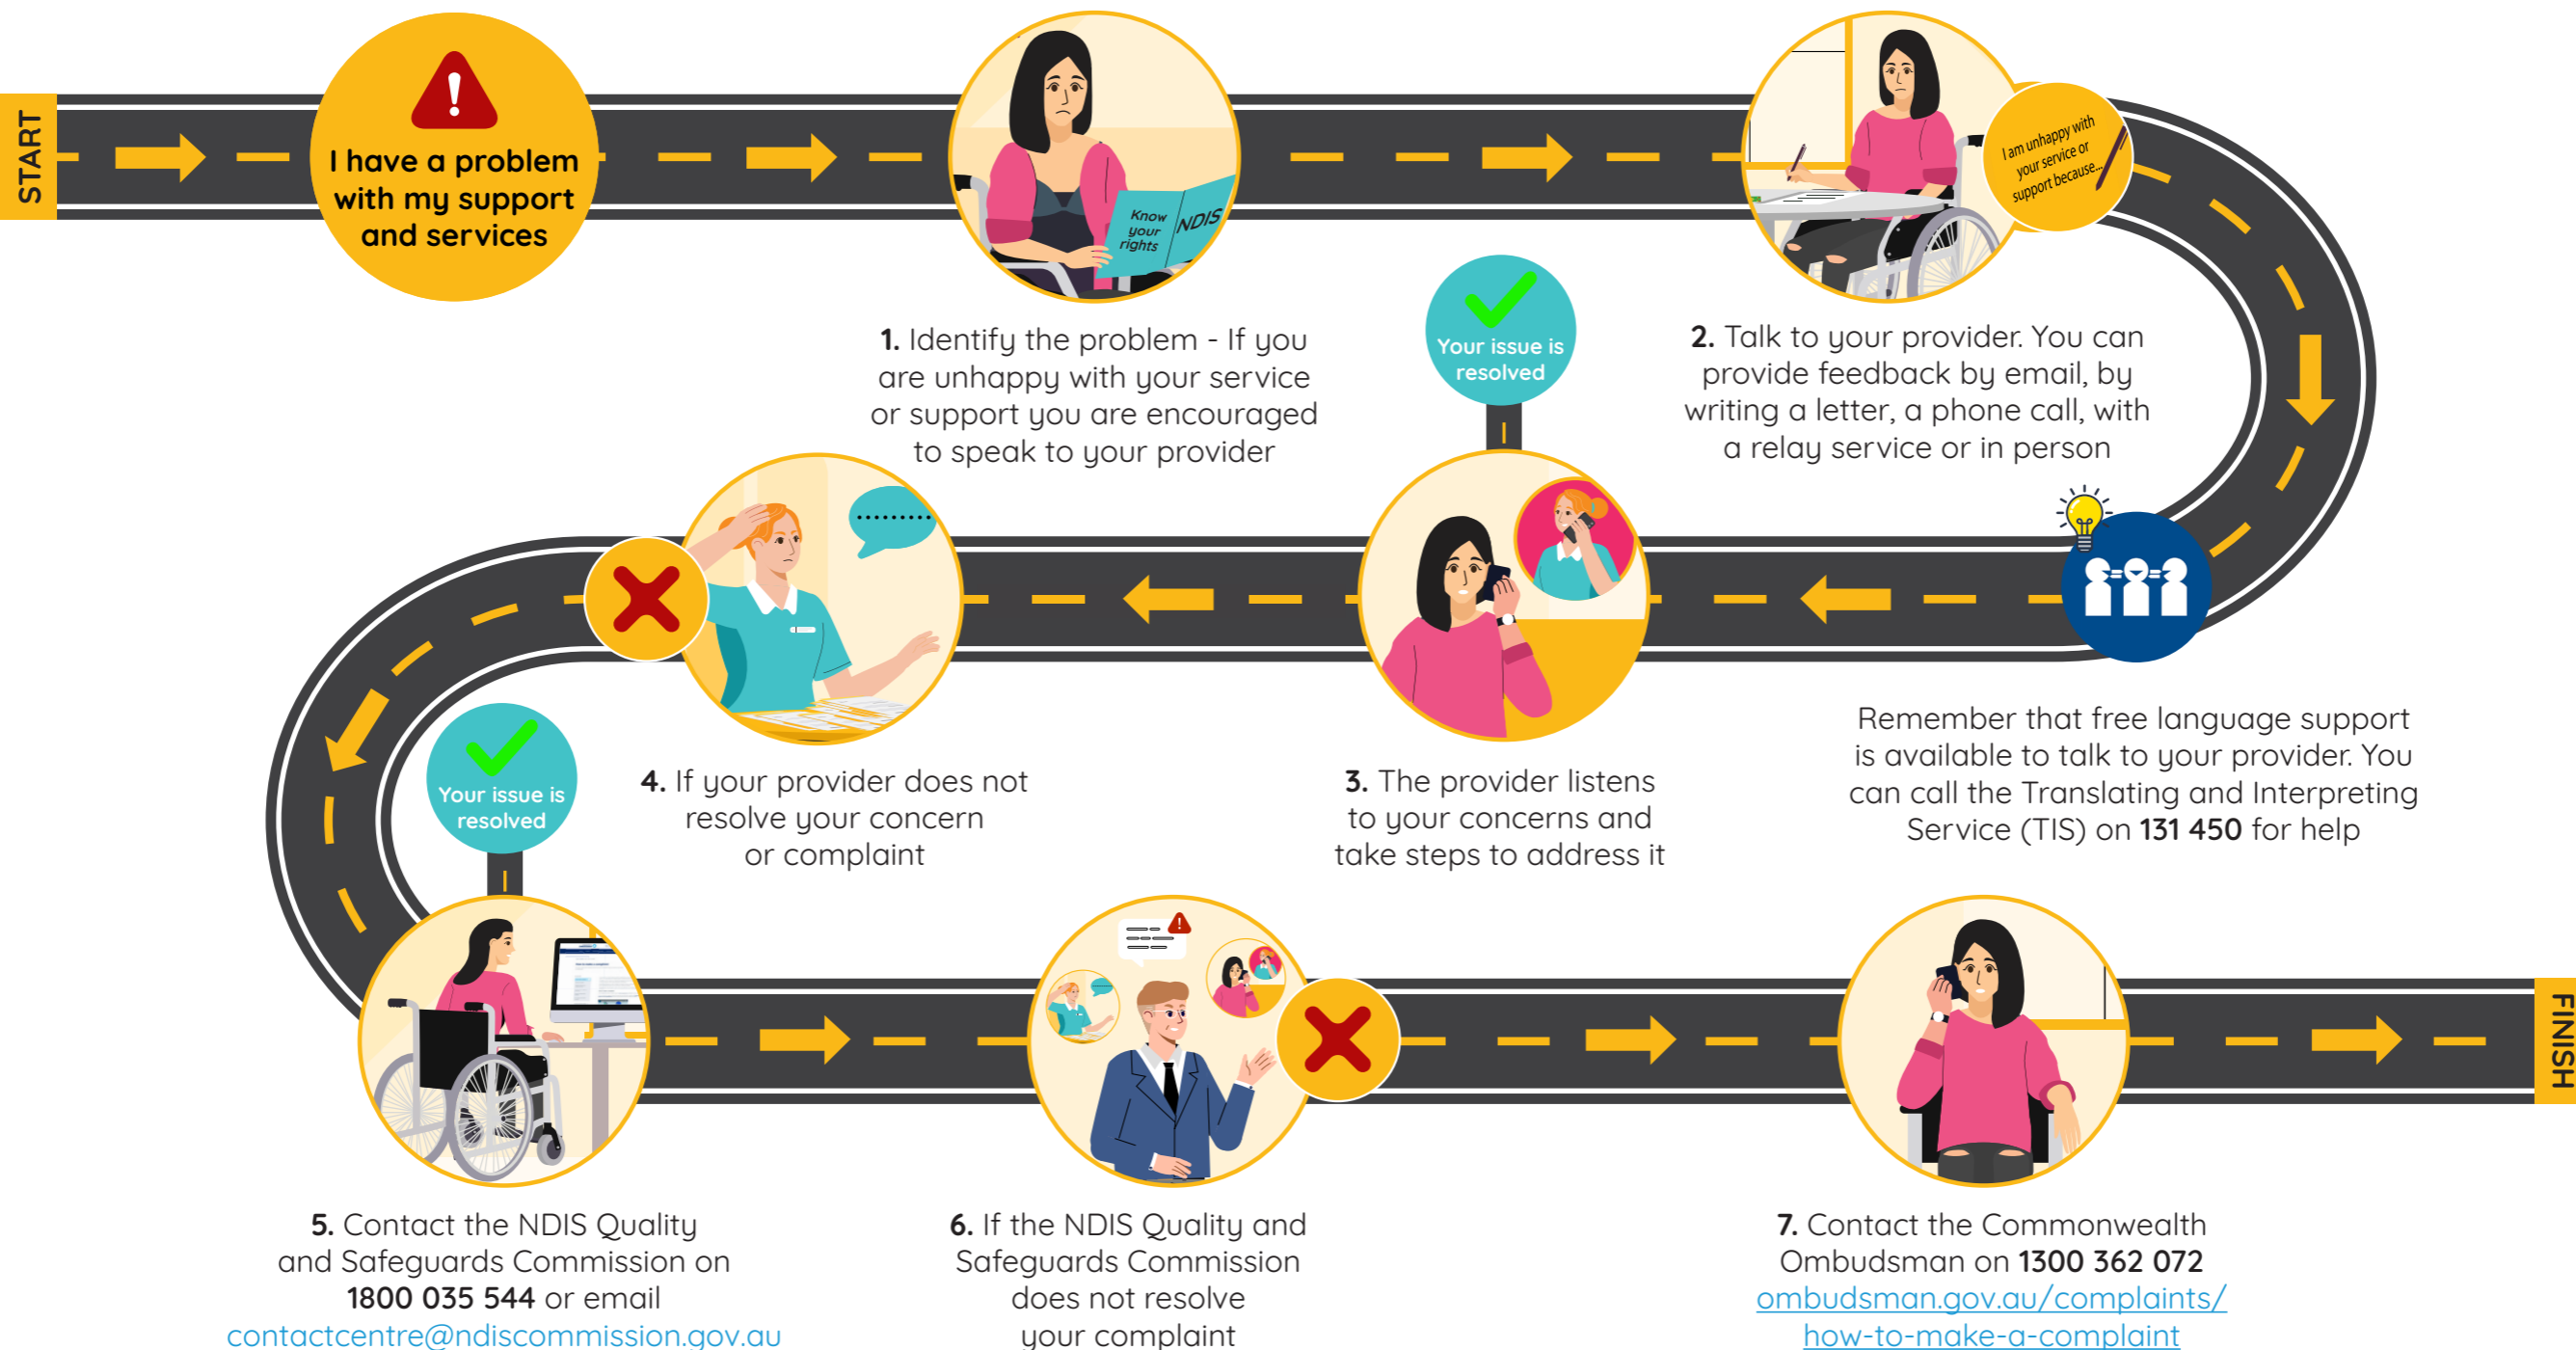 START
I have a problem
with my support
and services
Know
your
rights
NDIS
I am unhappy with
your service or
support because...
1. Identify the problem - If you
are unhappy with your service
or support you are encouraged
to speak to your provider
2. Talk to your provider. You can
provide feedback by email, by
writing a letter, a phone call, with
a relay service or in person
Remember that free language support
is available to talk to your provider. You
can call the Translating and Interpreting
Service (TIS) on 131 450 for help
Your issue is
resolved
3. The provider listens
to your concerns and
take steps to address it
4. If your provider does not
resolve your concern
or complaint
Your issue is
resolved
5. Contact the NDIS Quality
and Safeguards Commission on
1800 035 544 or email
contactcentre@ndiscommission.gov.au
6. If the NDIS Quality and
Safeguards Commission
does not resolve
your complaint
7. Contact the Commonwealth
Ombudsman on 1300 362 072
ombudsman.gov.au/complaints/
how-to-make-a-complaint
FINISH